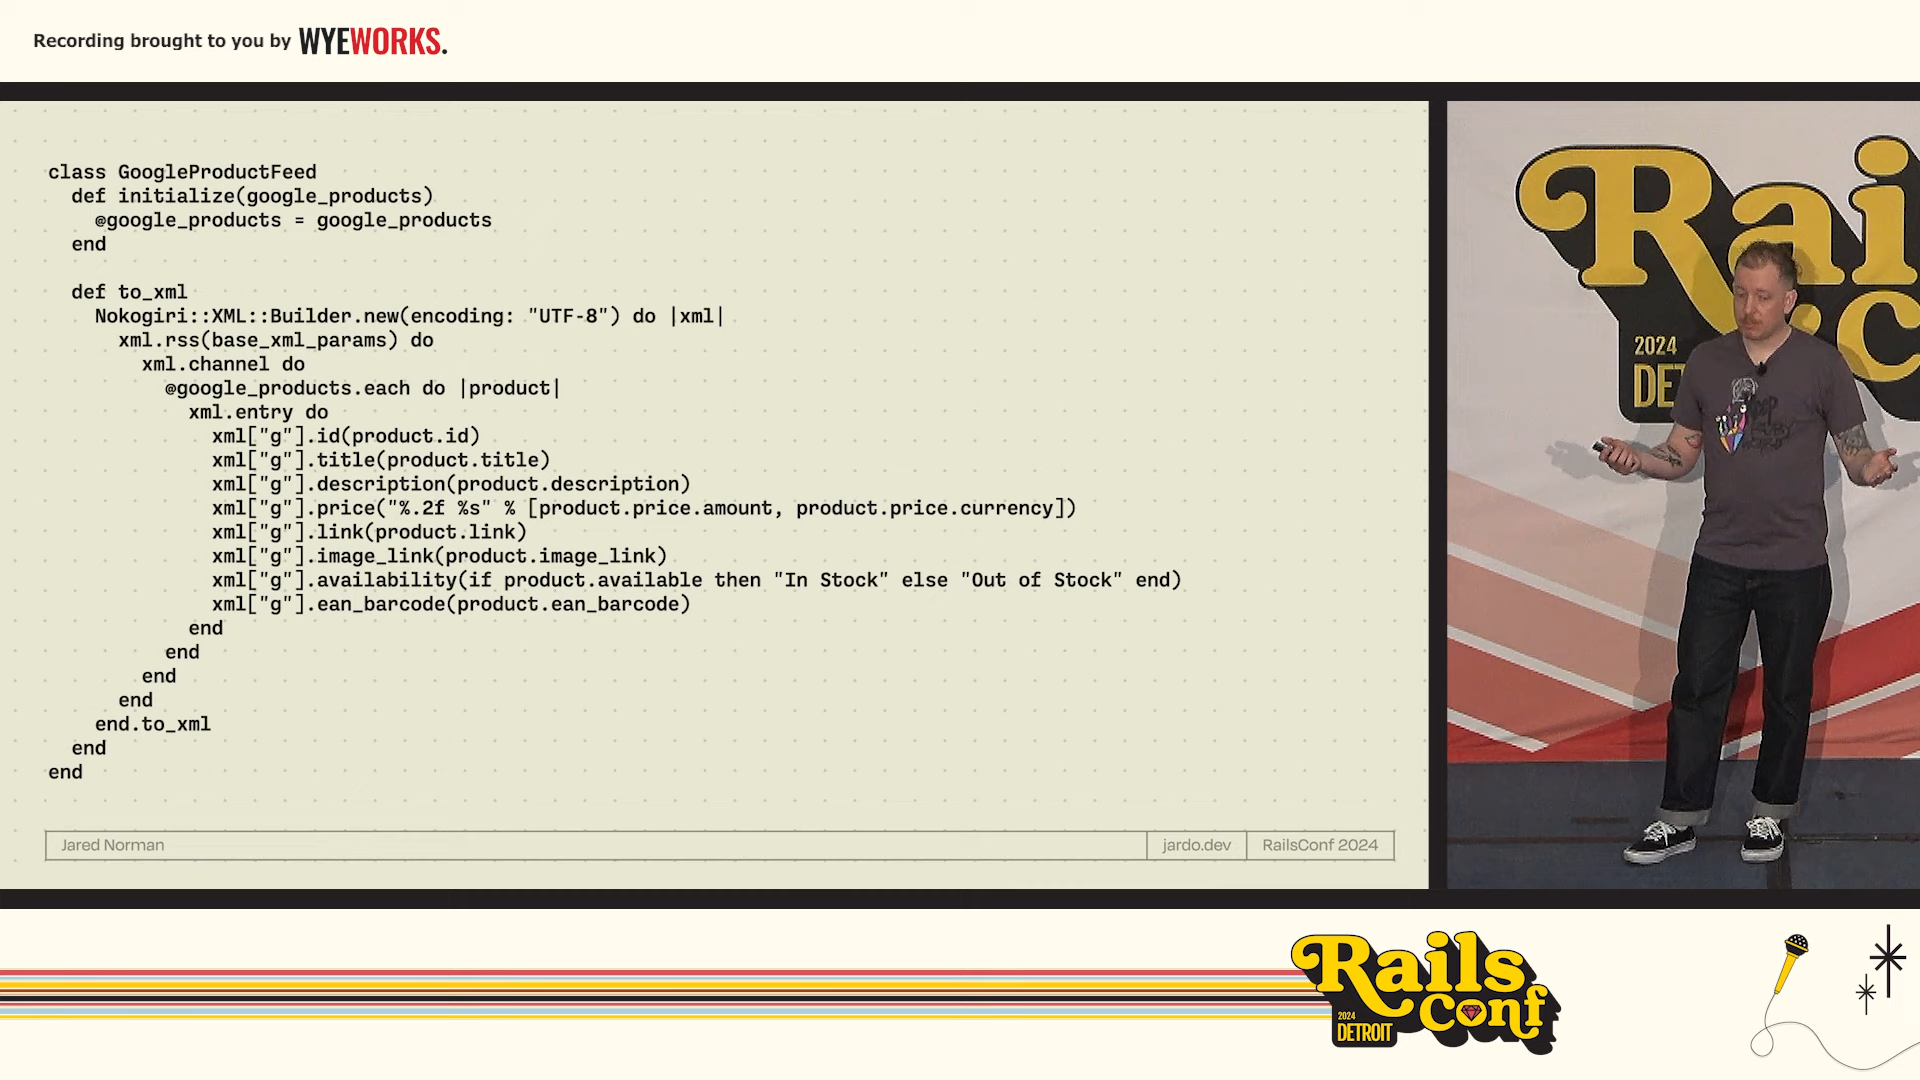 Recording brought to you by WYEWORKS.
class GoogleProductFeed
  def initialize(google_products)
    @google_products = google_products
  end

  def to_xml
    Nokogiri::XML::Builder.new(encoding: "UTF-8") do |xml|
      xml.rss(base_xml_params) do
        xml.channel do
          @google_products.each do |product|
            xml.entry do
              xml["g"].id(product.id)
              xml["g"].title(product.title)
              xml["g"].description(product.description)
              xml["g"].price("%.2f %s" % [product.price.amount, product.price.currency])
              xml["g"].link(product.link)
              xml["g"].image_link(product.image_link)
              xml["g"].availability(if product.available then "In Stock" else "Out of Stock" end)
              xml["g"].ean_barcode(product.ean_barcode)
            end
          end
        end
      end
    end.to_xml
  end
end
Jared Norman
jardo.dev
RailsConf 2024
2024
Rails
Conf
2024
DETROIT